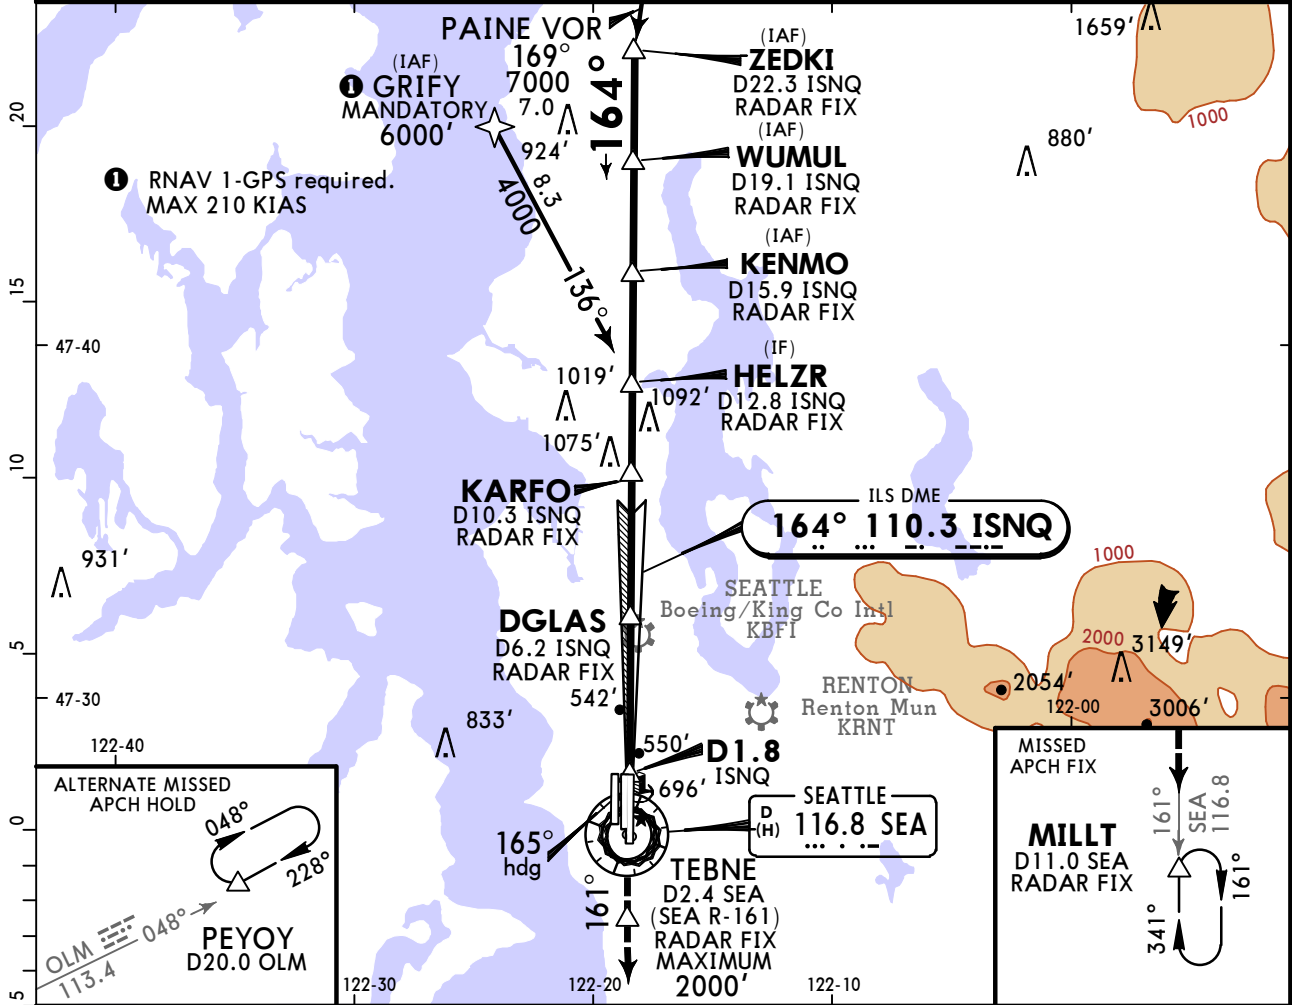 PAINE VOR
169°
7000
7.0
164°
(IAF)
ZEDKI
D22.3 ISNQ
RADAR FIX
1659'
1000
(IAF)
1 GRIFY
MANDATORY
6000'
924'
8.3
4000
136°
1 RNAV 1-GPS required.
MAX 210 KIAS
(IAF)
WUMUL
D19.1 ISNQ
RADAR FIX
880'
(IAF)
KENMO
D15.9 ISNQ
RADAR FIX
20
15
10
5
0
5
47-40
47-30
(IF)
HELZR
D12.8 ISNQ
RADAR FIX
1019'
1092'
1075'
KARFO
D10.3 ISNQ
RADAR FIX
ILS DME
164° 110.3 ISNQ
931'
SEATTLE
Boeing/King Co Intl
KBFI
DGLAS
D6.2 ISNQ
RADAR FIX
542'
1000
2000
3149'
2054'
122-00
3006'
RENTON
Renton Mun
KRNT
833'
122-40
550'
D1.8
ISNQ
696'
SEATTLE
D
(H)
116.8 SEA
165°
hdg
161°
TEBNE
D2.4 SEA
(SEA R-161)
RADAR FIX
MAXIMUM
2000'
122-30
122-20
122-10
ALTERNATE MISSED
APCH HOLD
048°
228°
OLM
113.4
048°
PEYOY
D20.0 OLM
MISSED
APCH FIX
161°
SEA
116.8
MILLT
D11.0 SEA
RADAR FIX
341°
161°